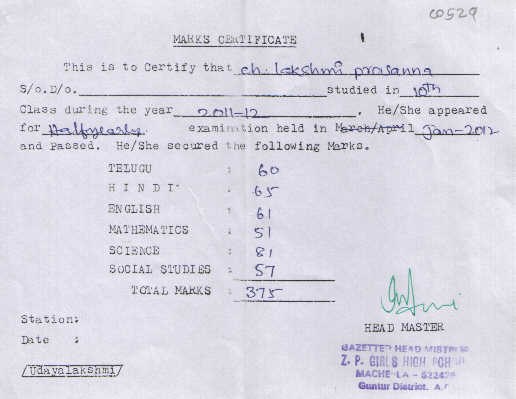 00529
MARKS CERTIFICATE
This is to Certify that Ch. Lakshmi prasanna
S/o.D/o. studied in 10th
Class during the year 2011-12. He/She appeared
for Halfyearly examination held in March/April Jan-2012
and Passed. He/She secured the following Marks.
TELUGU : 60
HINDI : 65
ENGLISH : 61
MATHEMATICS : 51
SCIENCE : 81
SOCIAL STUDIES : 57
TOTAL MARKS : 375
Station:
HEAD MASTER
Date :
GAZETTED HEAD MISTRESS
Z. P. GIRLS HIGH SCHOOL
/Udayalakshmi/
Guntur District. A.P.